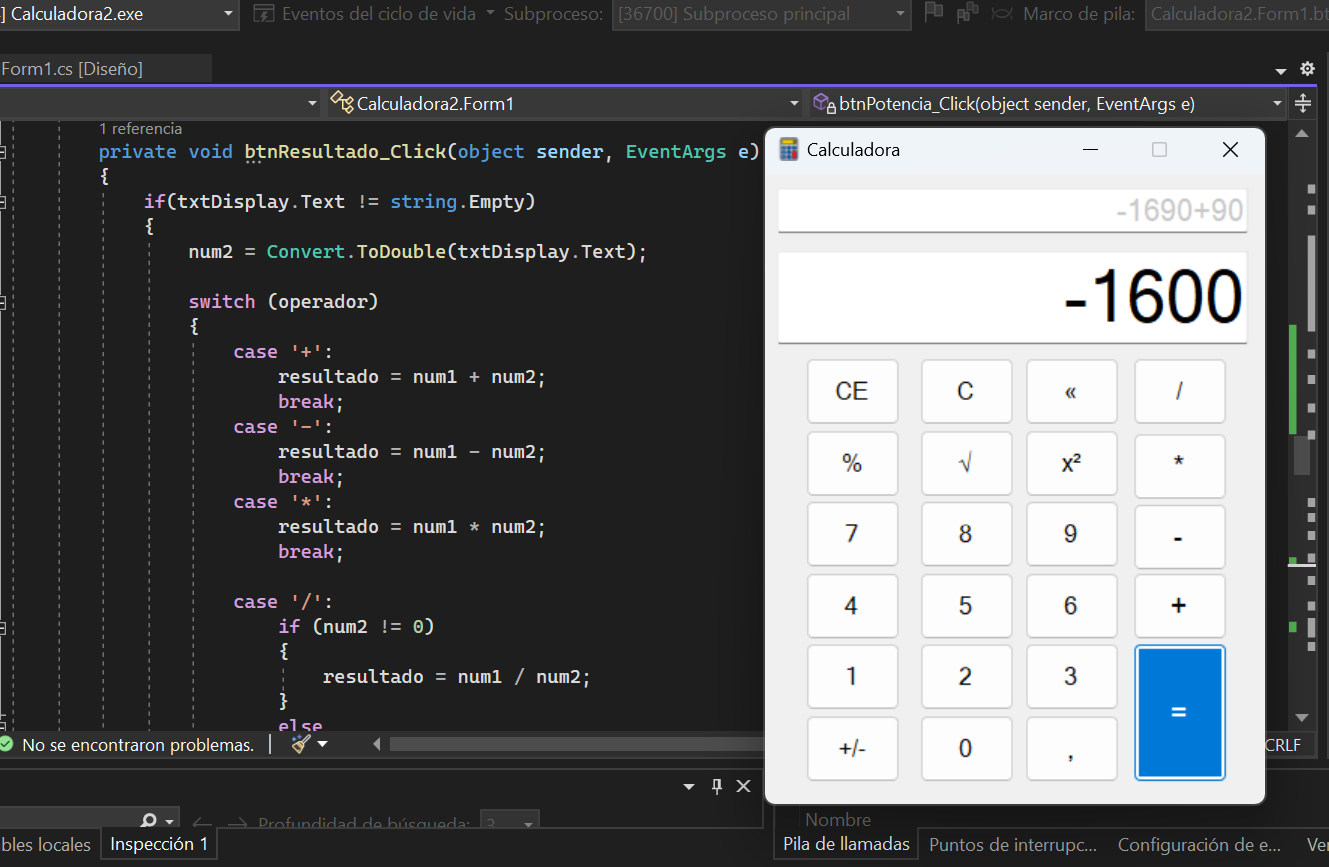 ] Calculadora2.exe Eventos del ciclo de vida Subproceso: [36700] Subproceso principal Marco de pila: Calculadora2.Form1.bt
Form1.cs [Diseño]
Calculadora2.Form1 btnPotencia_Click(object sender, EventArgs e)
1 referencia
private void btnResultado_Click(object sender, EventArgs e)
{
if(txtDisplay.Text != string.Empty)
{
num2 = Convert.ToDouble(txtDisplay.Text);
switch (operador)
{
case '+':
resultado = num1 + num2;
break;
case '-':
resultado = num1 - num2;
break;
case '*':
resultado = num1 * num2;
break;
case '/':
if (num2 != 0)
{
resultado = num1 / num2;
}
else
No se encontraron problemas.
CRLF
Calculadora
-1690+90
-1600
CE C « /
% √ x² *
7 8 9 -
4 5 6 +
1 2 3
=
+/- 0 ,
Profundidad de búsqueda: 3
Nombre
bles locales Inspección 1 Pila de llamadas Puntos de interrupc... Configuración de e... Ver